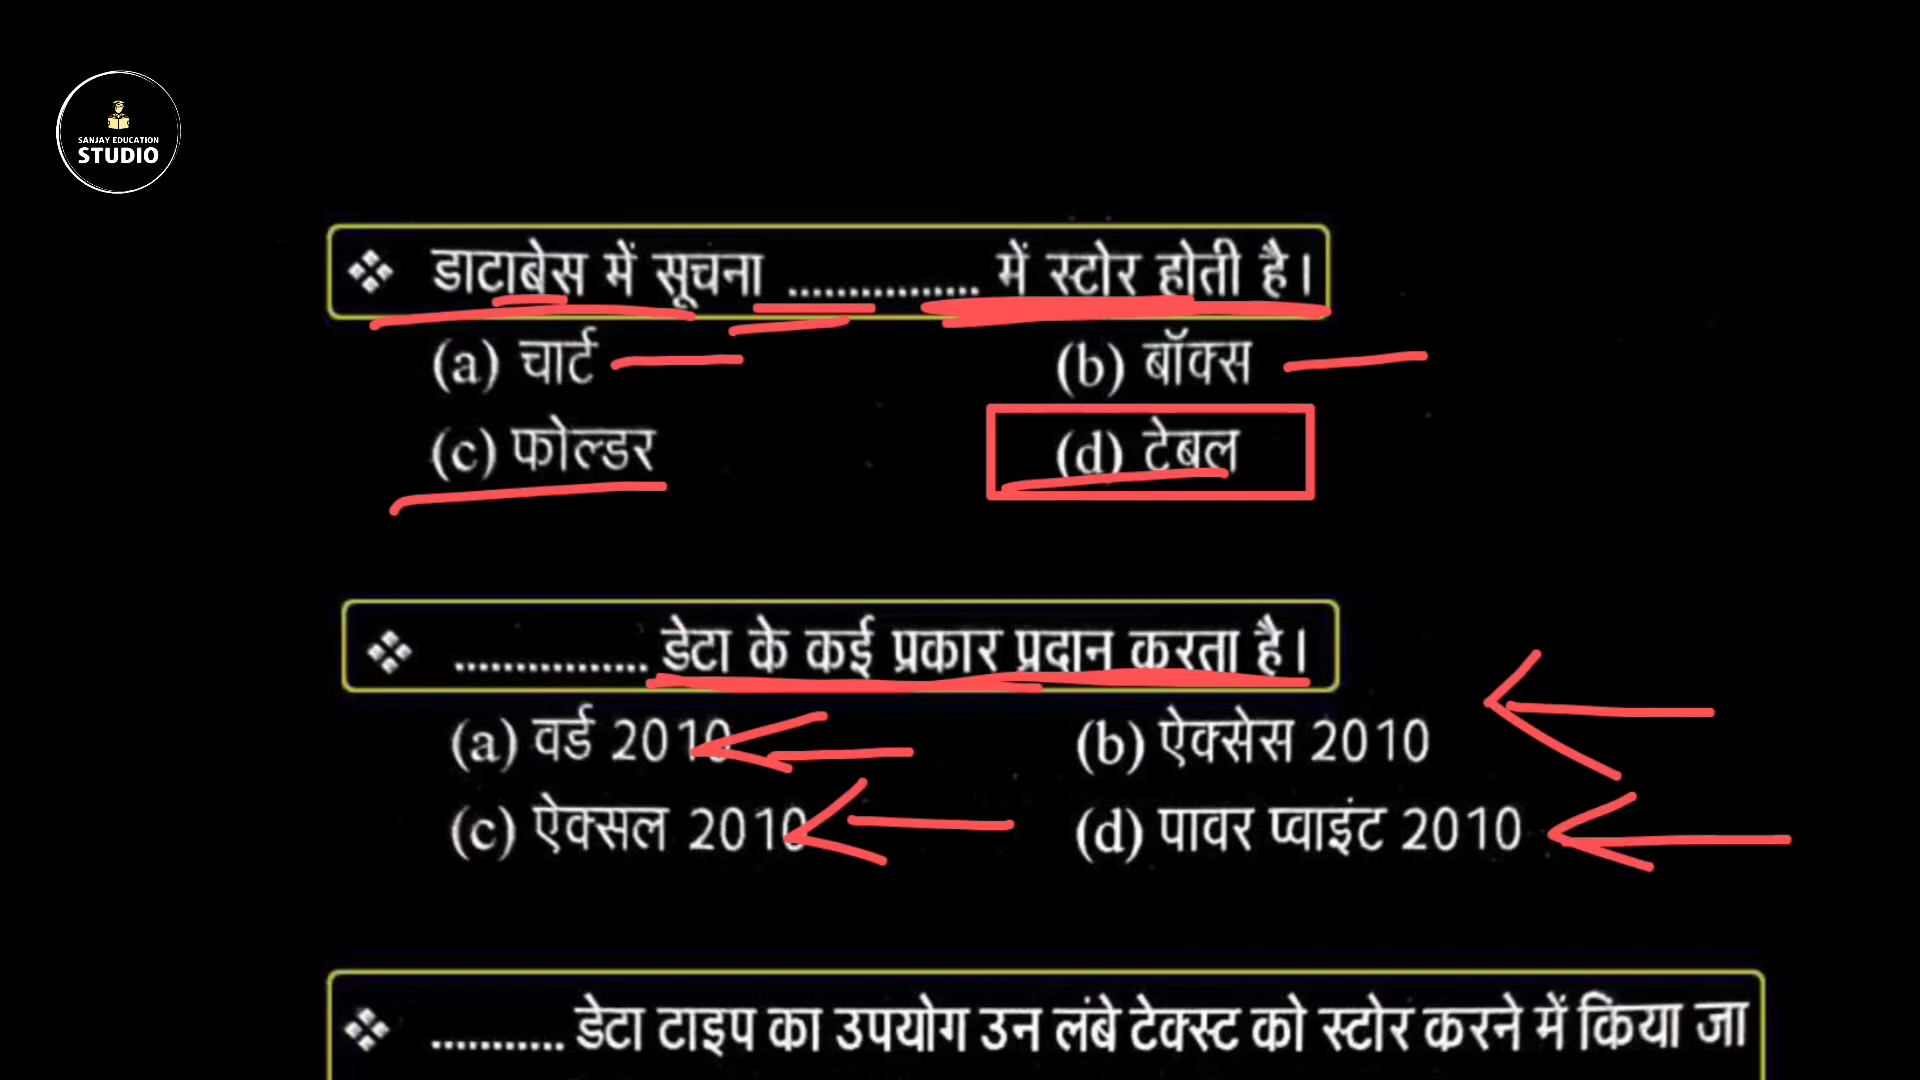 SANJAY EDUCATION
STUDIO
❖ डाटाबेस में सूचना ................ में स्टोर होती है।
(a) चार्ट (b) बॉक्स
(c) फोल्डर (d) टेबल
❖ ................ डेटा के कई प्रकार प्रदान करता है।
(a) वर्ड 2010 (b) ऐक्सेस 2010
(c) ऐक्सल 2010 (d) पावर प्वाइंट 2010
❖ ........... डेटा टाइप का उपयोग उन लंबे टेक्स्ट को स्टोर करने में किया जा